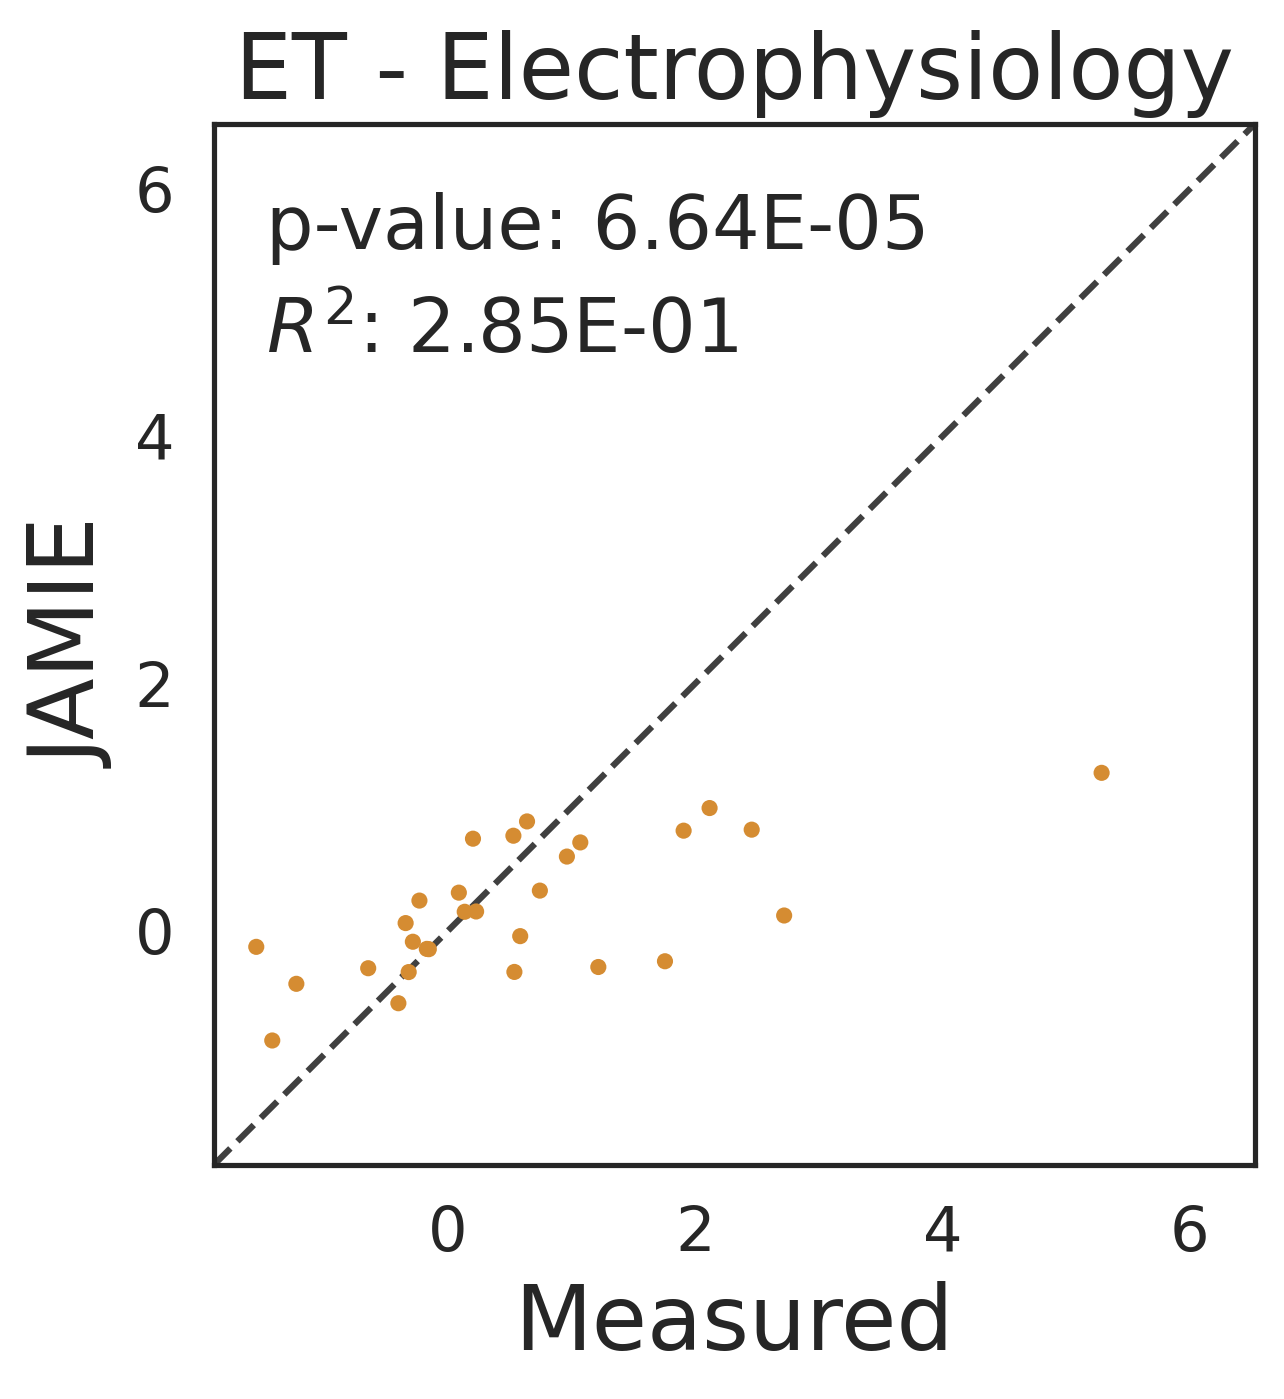 ET - Electrophysiology
p-value: 6.64E-05
R²: 2.85E-01
6
4
2
0
JAMIE
0 2 4 6
Measured